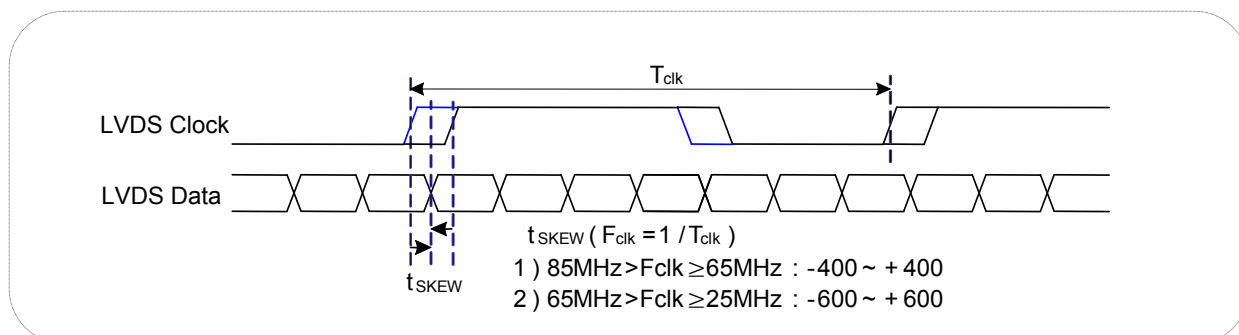 Tclk
LVDS Clock
LVDS Data
tSKEW
tSKEW ( Fclk = 1 / Tclk )
1 ) 85MHz > Fclk ≥ 65MHz : -400 ~ + 400
2 ) 65MHz > Fclk ≥ 25MHz : -600 ~ + 600